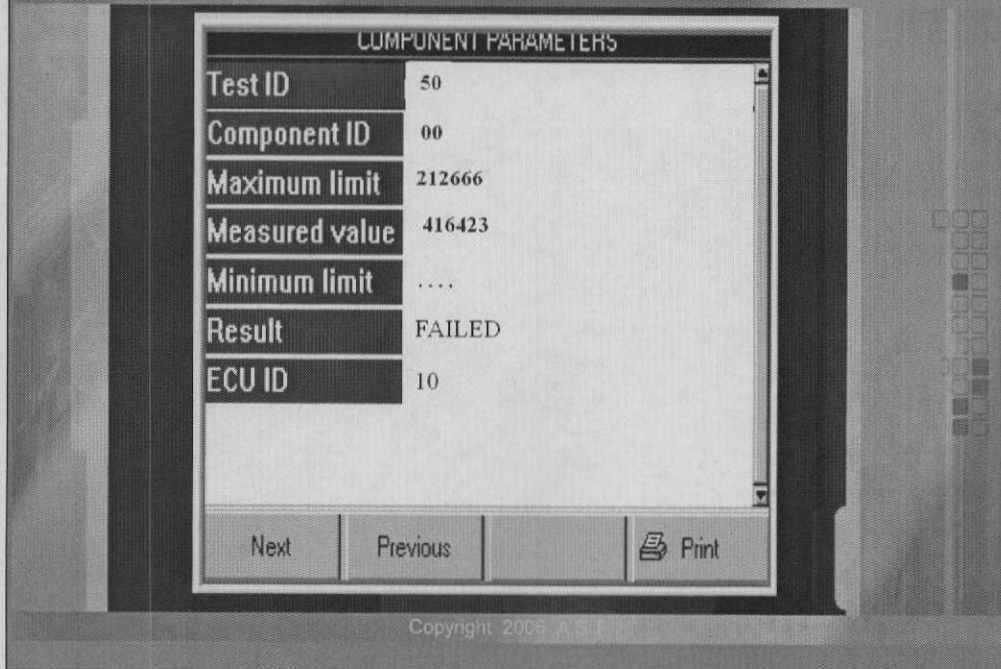 COMPONENT PARAMETERS
Test ID 50
Component ID 00
Maximum limit 212666
Measured value 416423
Minimum limit ....
Result FAILED
ECU ID 10
Next Previous Print
Copyright 2006 A.S.T